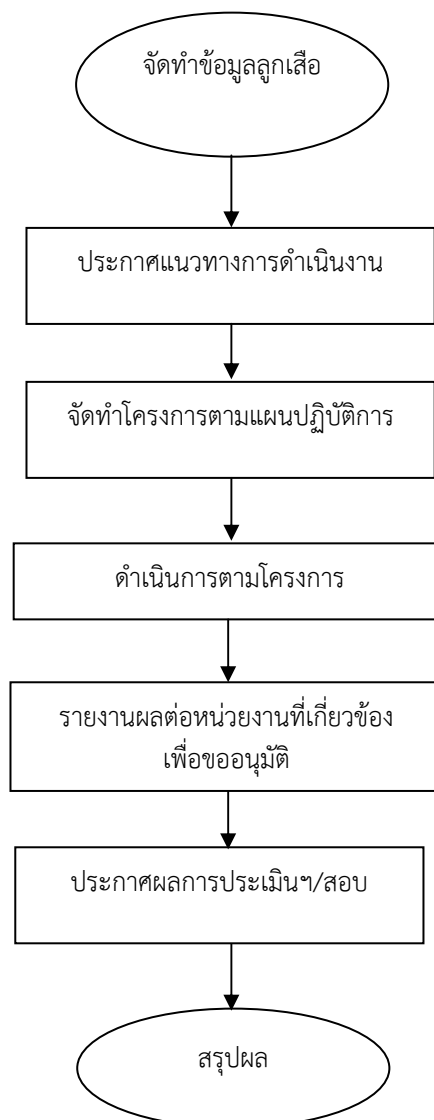 จัดทำข้อมูลลูกเสือ
ประกาศแนวทางการดำเนินงาน
จัดทำโครงการตามแผนปฏิบัติการ
ดำเนินการตามโครงการ
รายงานผลต่อหน่วยงานที่เกี่ยวข้อง
เพื่อขออนุมัติ
ประกาศผลการประเมินฯ/สอบ
สรุปผล